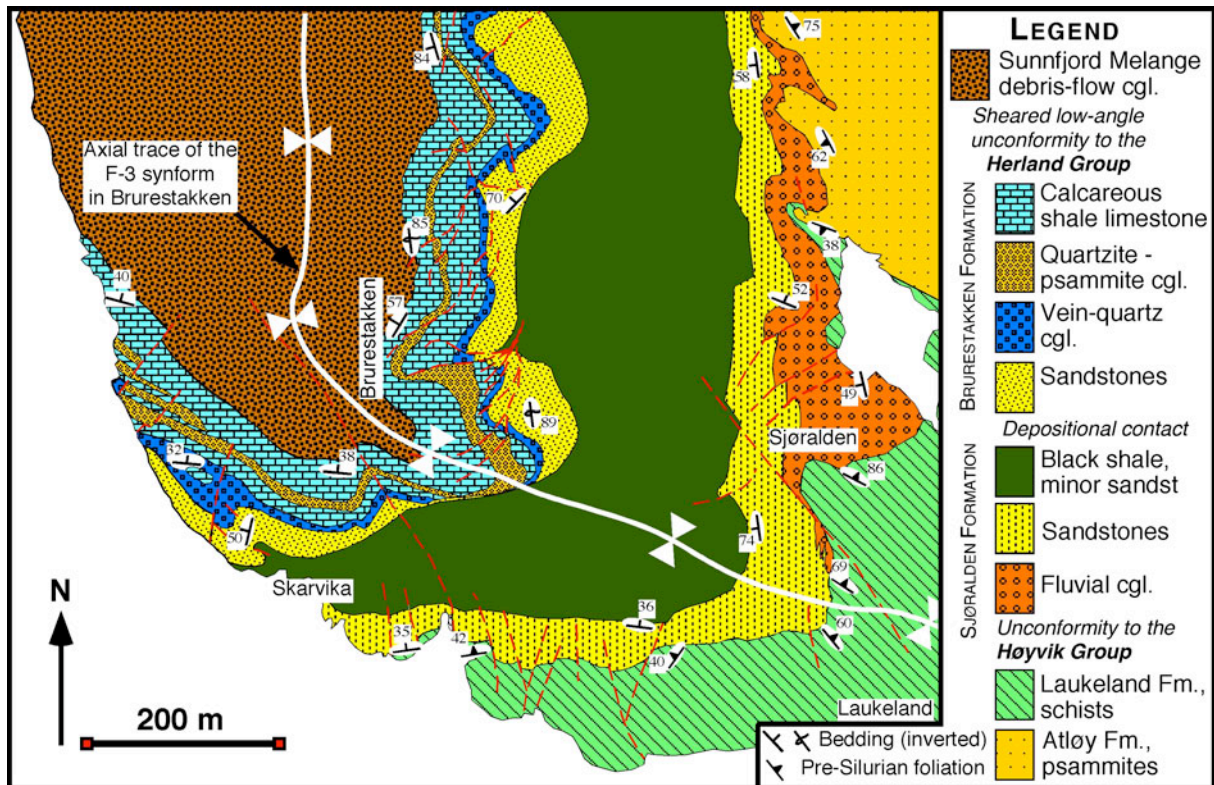 75
84
58
Axial trace of the
F-3 synform
in Brurestakken
62
70
85
38
40
57
52
Brurestakken
49
89
Sjøralden
32
38
86
50
74
69
Skarvika
36
60
N
35
42
40
200 m
Laukeland
Bedding (inverted)
Pre-Silurian foliation
LEGEND
Sunnfjord Melange
debris-flow cgl.
Sheared low-angle
unconformity to the
Herland Group
BRURESTAKKEN FORMATION
Calcareous
shale limestone
Quartzite -
psammite cgl.
Vein-quartz
cgl.
Sandstones
Depositional contact
SJØRALDEN FORMATION
Black shale,
minor sandst
Sandstones
Fluvial cgl.
Unconformity to the
Høyvik Group
Laukeland Fm.,
schists
Atløy Fm.,
psammites